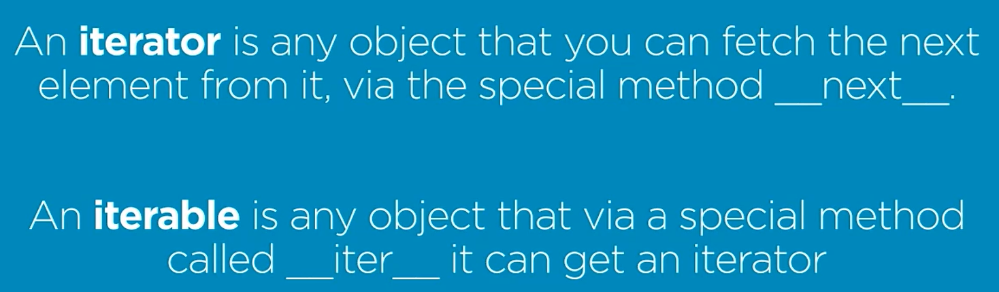 An iterator is any object that you can fetch the next
element from it, via the special method __next__.
An iterable is any object that via a special method
called __iter__ it can get an iterator